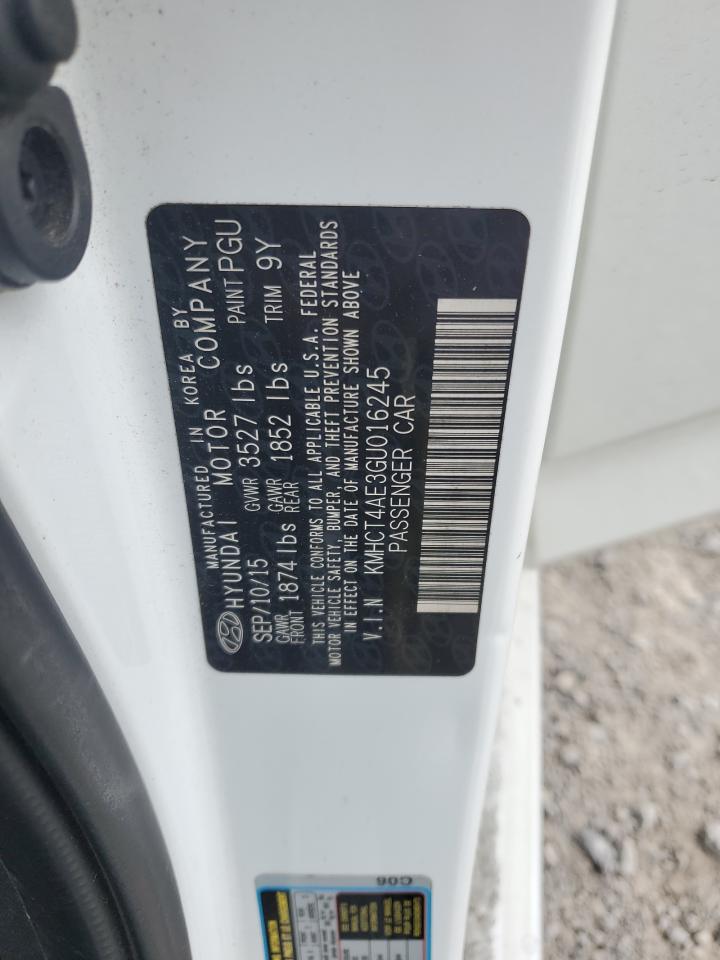 MANUFACTURED IN KOREA BY
HYUNDAI MOTOR COMPANY
SEP/10/15 GVWR 3527 lbs PAINT PGU
GAWR FRONT 1874 lbs GAWR REAR 1852 lbs TRIM 9Y
THIS VEHICLE CONFORMS TO ALL APPLICABLE U.S.A. FEDERAL
MOTOR VEHICLE SAFETY, BUMPER, AND THEFT PREVENTION STANDARDS
IN EFFECT ON THE DATE OF MANUFACTURE SHOWN ABOVE
V.I.N KMHCT4AE3GU016245
PASSENGER CAR
C06